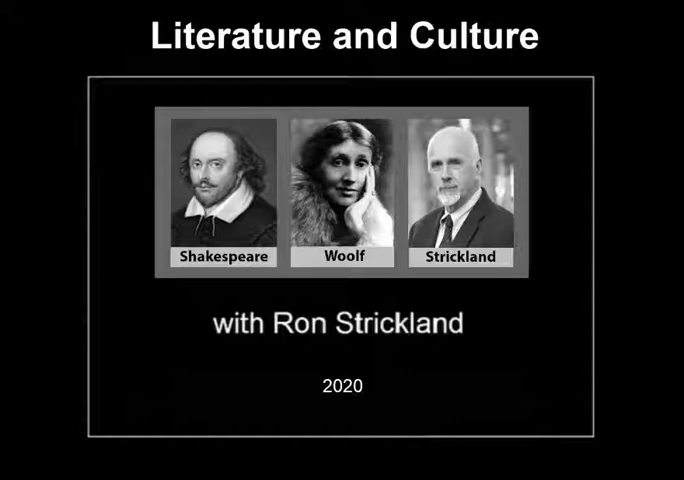 Literature and Culture
Shakespeare
Woolf
Strickland
with Ron Strickland
2020